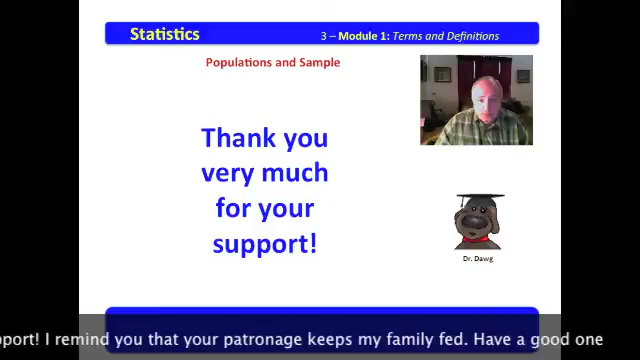 Statistics
3 – Module 1: Terms and Definitions
Populations and Sample
Thank you
very much
for your
support!
Dr. Dawg
pport! I remind you that your patronage keeps my family fed. Have a good one